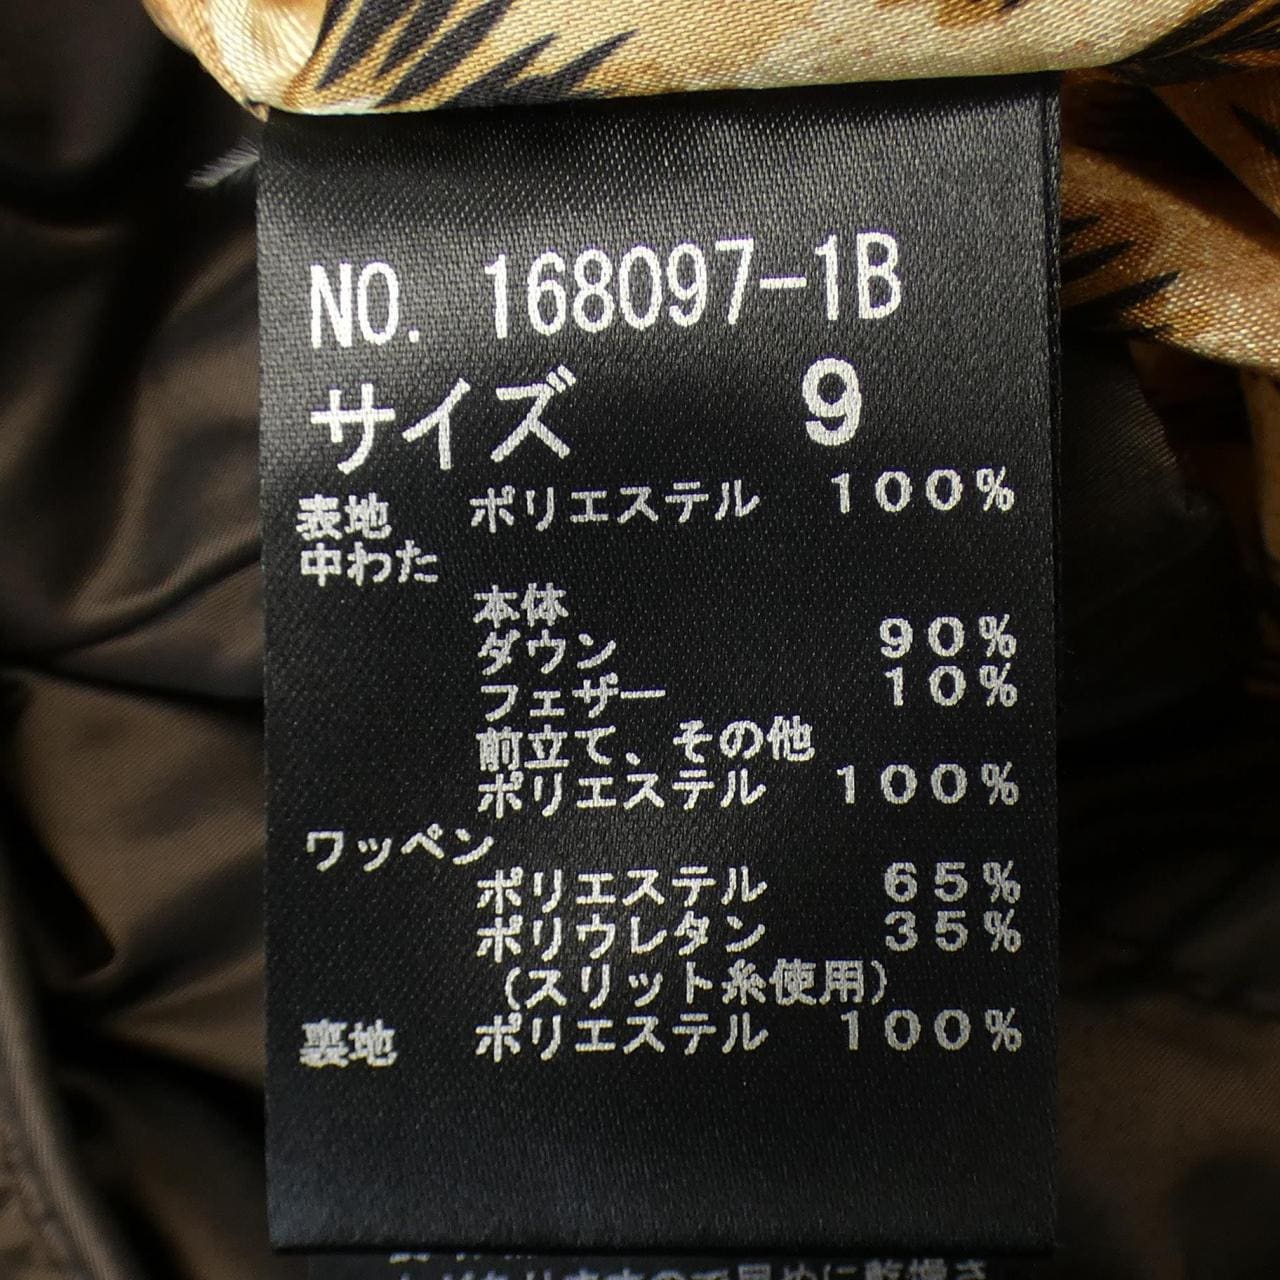 NO. 168097-1B
サイズ 9
表地 ポリエステル 100%
中わた
本体
ダウン 90%
フェザー 10%
前立て、その他
ポリエステル 100%
ワッペン
ポリエステル 65%
ポリウレタン 35%
(スリット糸使用)
裏地 ポリエステル 100%